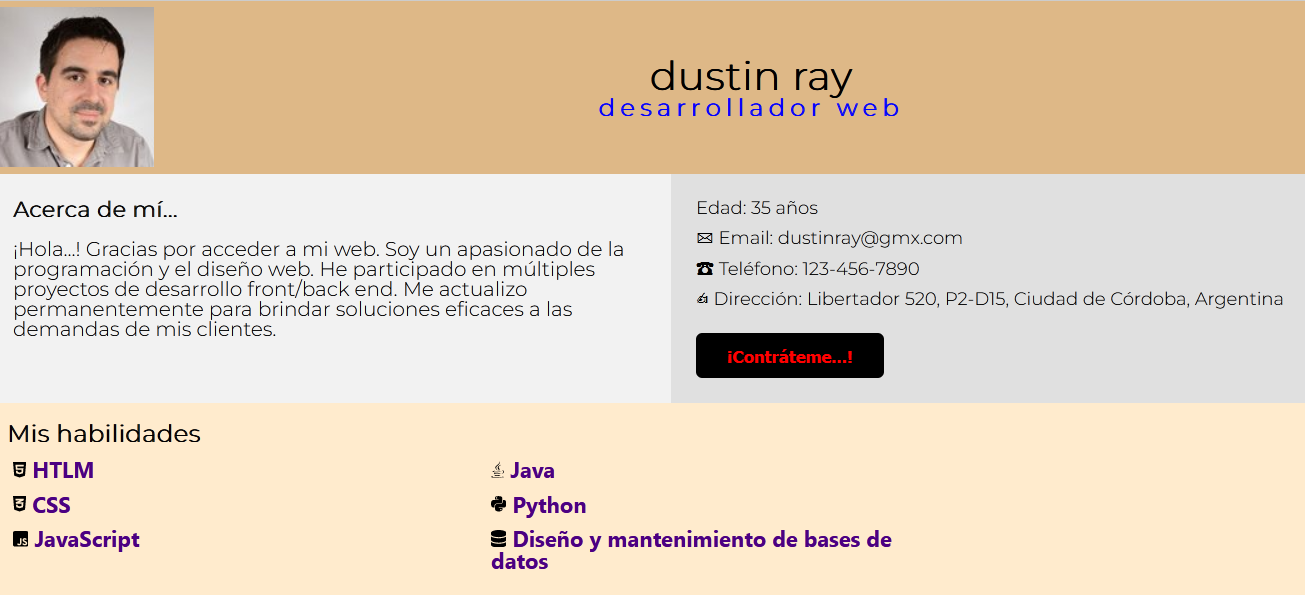 dustin ray
desarrollador web
Acerca de mí...
¡Hola...! Gracias por acceder a mi web. Soy un apasionado de la
programación y el diseño web. He participado en múltiples
proyectos de desarrollo front/back end. Me actualizo
permanentemente para brindar soluciones eficaces a las
demandas de mis clientes.
Edad: 35 años
Email: dustinray@gmx.com
Teléfono: 123-456-7890
Dirección: Libertador 520, P2-D15, Ciudad de Córdoba, Argentina
¡Contráteme...!
Mis habilidades
HTLM
CSS
JavaScript
Java
Python
Diseño y mantenimiento de bases de
datos